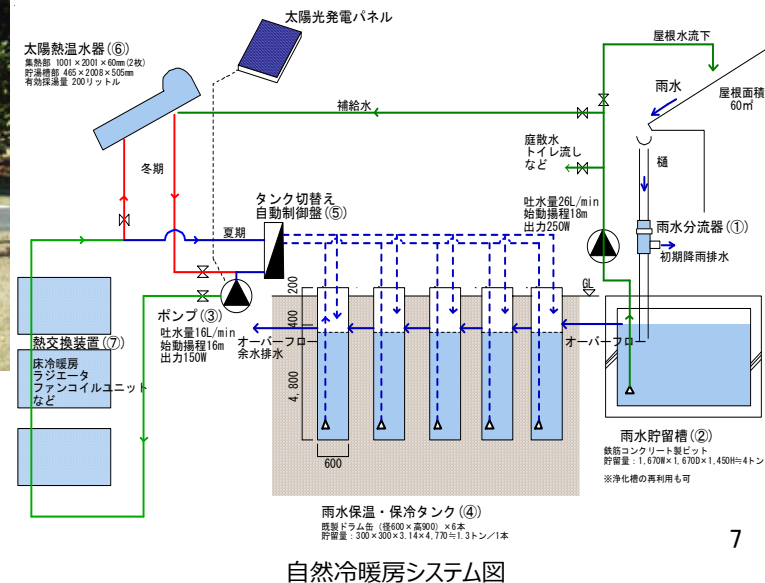 太陽光発電パネル
太陽熱温水器(⑥)
集熱部 1001×2001×60mm(2枚)
貯湯槽部 465×2008×505mm
有効採湯量 200リットル
屋根水流下
雨水
屋根面積
60㎡
補給水
庭散水
トイレ流し
など
樋
冬期
タンク切替え
自動制御盤(⑤)
吐水量26L/min
始動揚程18m
出力250W
雨水分流器(①)
初期降雨排水
夏期
GL
200
400
4,800
600
ポンプ(③)
吐水量16L/min
始動揚程16m
出力150W
オーバーフロー
余水排水
オーバーフロー
熱交換装置(⑦)
床冷暖房
ラジエータ
ファンコイルユニット
など
雨水貯留槽(②)
鉄筋コンクリート製ピット
貯留量:1,670W×1,670D×1,450H≒4トン
※浄化槽の再利用も可
雨水保温・保冷タンク(④)
既製ドラム缶(径600×高900)×6本
貯留量:300×300×3.14×4,770≒1.3トン/1本
7
自然冷暖房システム図